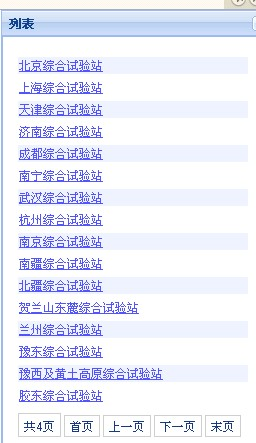 列表
北京综合试验站
上海综合试验站
天津综合试验站
济南综合试验站
成都综合试验站
南宁综合试验站
武汉综合试验站
杭州综合试验站
南京综合试验站
南疆综合试验站
北疆综合试验站
贺兰山东麓综合试验站
兰州综合试验站
豫东综合试验站
豫西及黄土高原综合试验站
胶东综合试验站
共4页 首页 上一页 下一页 末页